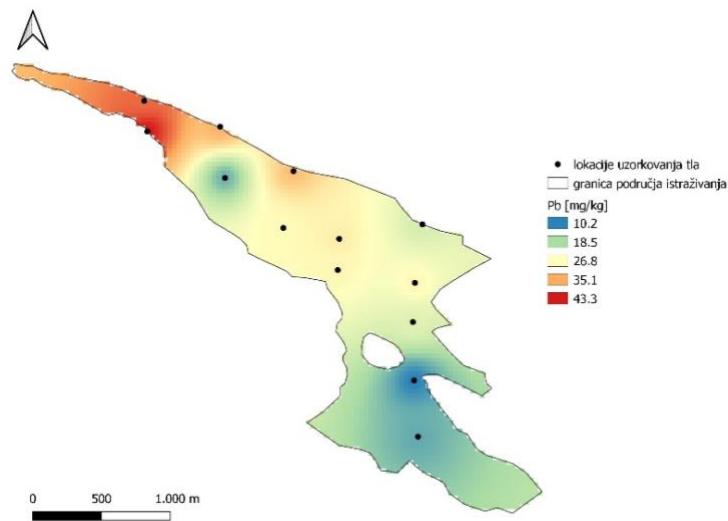 lokacije uzorkovanja tla
granica područja istraživanja
Pb [mg/kg]
10.2
18.5
26.8
35.1
43.3
0 500 1.000 m